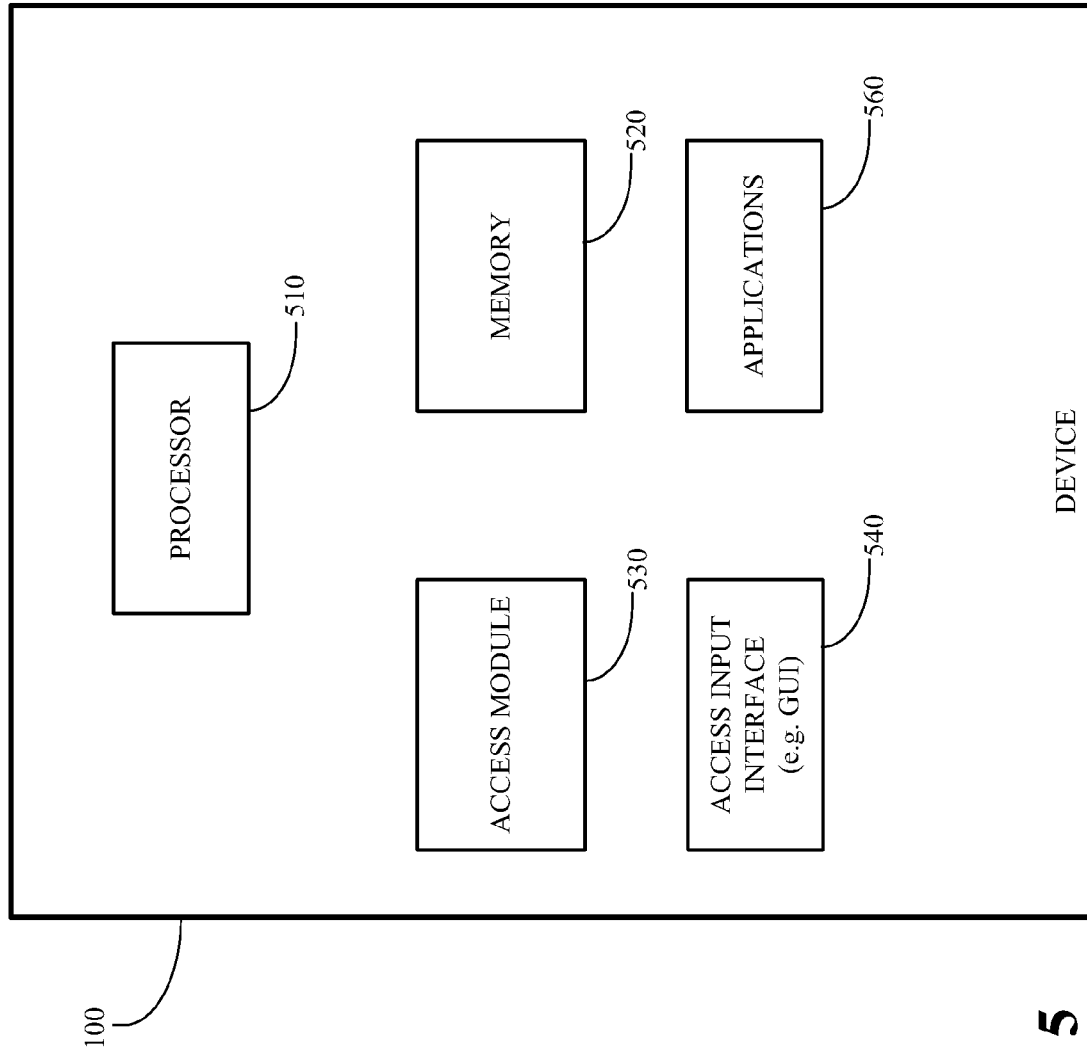 100
PROCESSOR
510
ACCESS MODULE
530
MEMORY
520
ACCESS INPUT
INTERFACE
(e.g. GUI)
540
APPLICATIONS
560
DEVICE
5